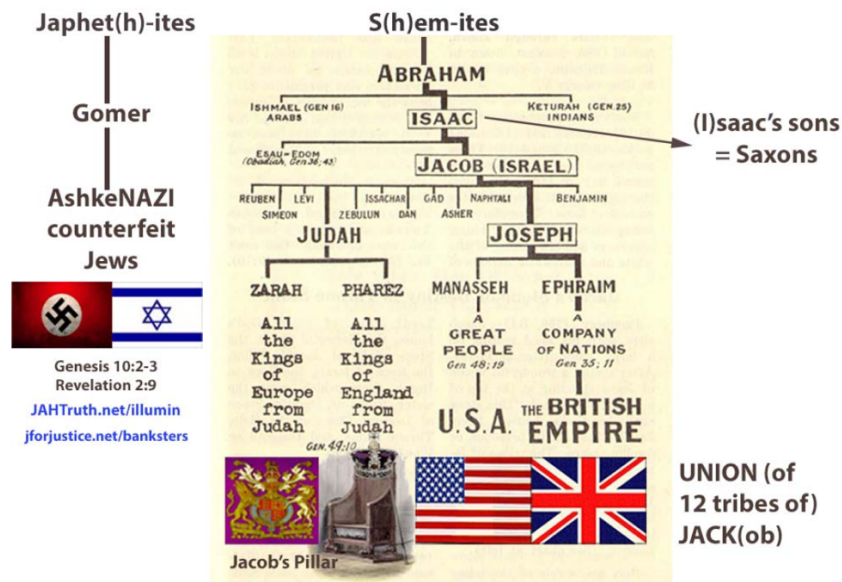 Japhet(h)-ites
Gomer
AshkeNAZI
counterfeit
Jews
Genesis 10:2-3
Revelation 2:9
JAHTruth.net/illumin
jforjustice.net/banksters
S(h)em-ites
ABRAHAM
ISHMAEL (GEN 16)
ARABS
KETURAH (GEN. 25)
INDIANS
ISAAC
(I)saac's sons
= Saxons
ESAU-EDOM
(Obadiah, Gen 36; 43)
JACOB (ISRAEL)
REUBEN LEVI ISSACHAR GAD NAPHTALI BENJAMIN
SIMEON ZEBULUN DAN ASHER
JUDAH JOSEPH
ZARAH PHAREZ MANASSEH EPHRAIM
All
the
Kings
of
Europe
from
Judah
All
the
Kings
of
England
from
Judah
GEN. 49:10
A
GREAT
PEOPLE
Gen 48; 19
U.S.A.
A
COMPANY
OF NATIONS
Gen 35; 11
THE BRITISH
EMPIRE
Jacob's Pillar
UNION (of
12 tribes of)
JACK(ob)